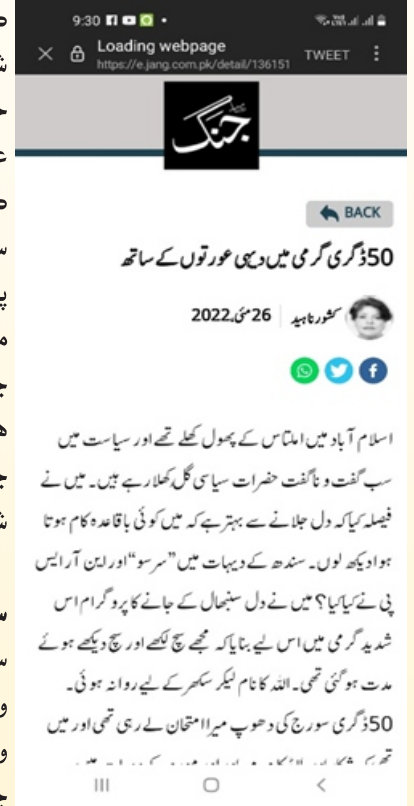 9:30
Loading webpage
https://e.jang.com.pk/detail/136151
TWEET
جنگ
BACK
50ڈگری گرمی میں دیہی عورتوں کے ساتھ
کشور ناہید
26 مئی، 2022
اسلام آباد میں املتاس کے پھول کھلے تھے اور سیاست میں
سب گفت و ناگفت حضرات سیاسی گل کھلا رہے ہیں۔ میں نے
فیصلہ کیا کہ دل جلانے سے بہتر ہے کہ میں کوئی باقاعدہ کام ہوتا
ہوا دیکھ لوں۔ سندھ کے دیہات میں ”سرسو“ اور این آر ایس
پی نے کیا کیا؟ میں نے دل سنبھال کے جانے کا پروگرام اس
شدید گرمی میں اس لیے بنایا کہ مجھے سچ لکھے اور سچ دیکھے ہوئے
مدت ہو گئی تھی۔ اللہ کا نام لیکر سکھر کے لیے روانہ ہوئی۔
50ڈگری سورج کی دھوپ میرا امتحان لے رہی تھی اور میں